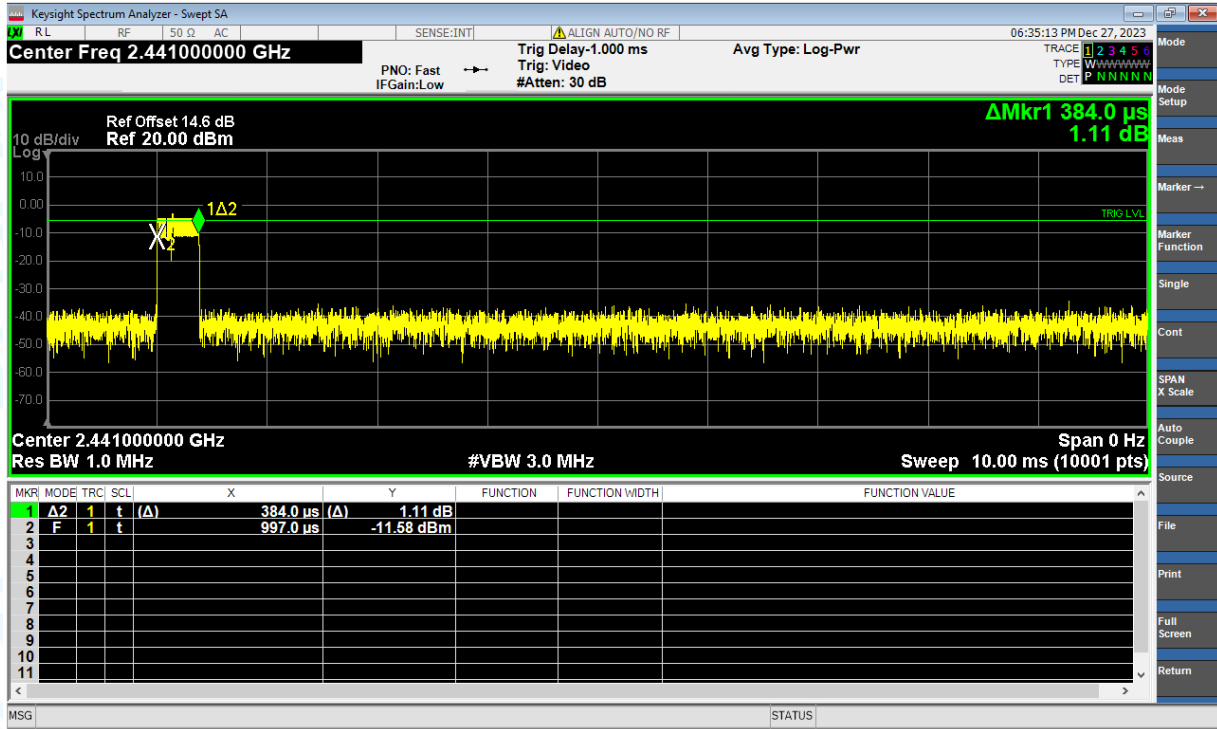 Keysight Spectrum Analyzer - Swept SA
LXI RL RF 50 Ω AC SENSE:INT ALIGN AUTO/NO RF 06:35:13 PM Dec 27, 2023
Center Freq 2.441000000 GHz
PNO: Fast
IFGain:Low
Trig Delay-1.000 ms
Trig: Video
#Atten: 30 dB
Avg Type: Log-Pwr
TRACE 1 2 3 4 5 6
TYPE WWWWWW
DET P N N N N N
ΔMkr1 384.0 µs
1.11 dB
Ref Offset 14.6 dB
10 dB/div Ref 20.00 dBm
Log
10.0
0.00
-10.0
-20.0
-30.0
-40.0
-50.0
-60.0
-70.0
1Δ2
2
TRIG LVL
Center 2.441000000 GHz Span 0 Hz
Res BW 1.0 MHz #VBW 3.0 MHz Sweep 10.00 ms (10001 pts)
MKR MODE TRC SCL X Y FUNCTION FUNCTION WIDTH FUNCTION VALUE
1 Δ2 1 t (Δ) 384.0 µs (Δ) 1.11 dB
2 F 1 t 997.0 µs -11.58 dBm
3
4
5
6
7
8
9
10
11
MSG STATUS
Mode
Mode
Setup
Meas
Marker →
Marker
Function
Single
Cont
SPAN
X Scale
Auto
Couple
Source
File
Print
Full
Screen
Return